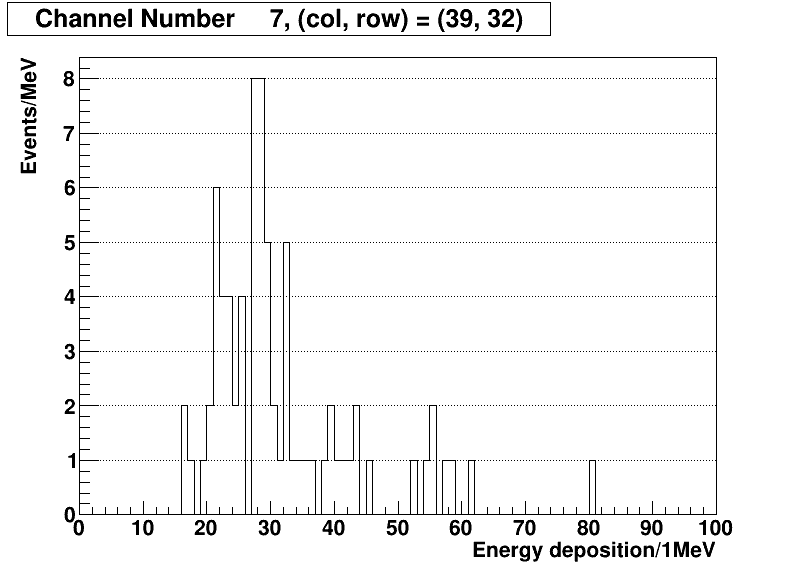 Channel Number 7, (col, row) = (39, 32)
Events/MeV
8
7
6
5
4
3
2
1
0
0 10 20 30 40 50 60 70 80 90 100
Energy deposition/1MeV